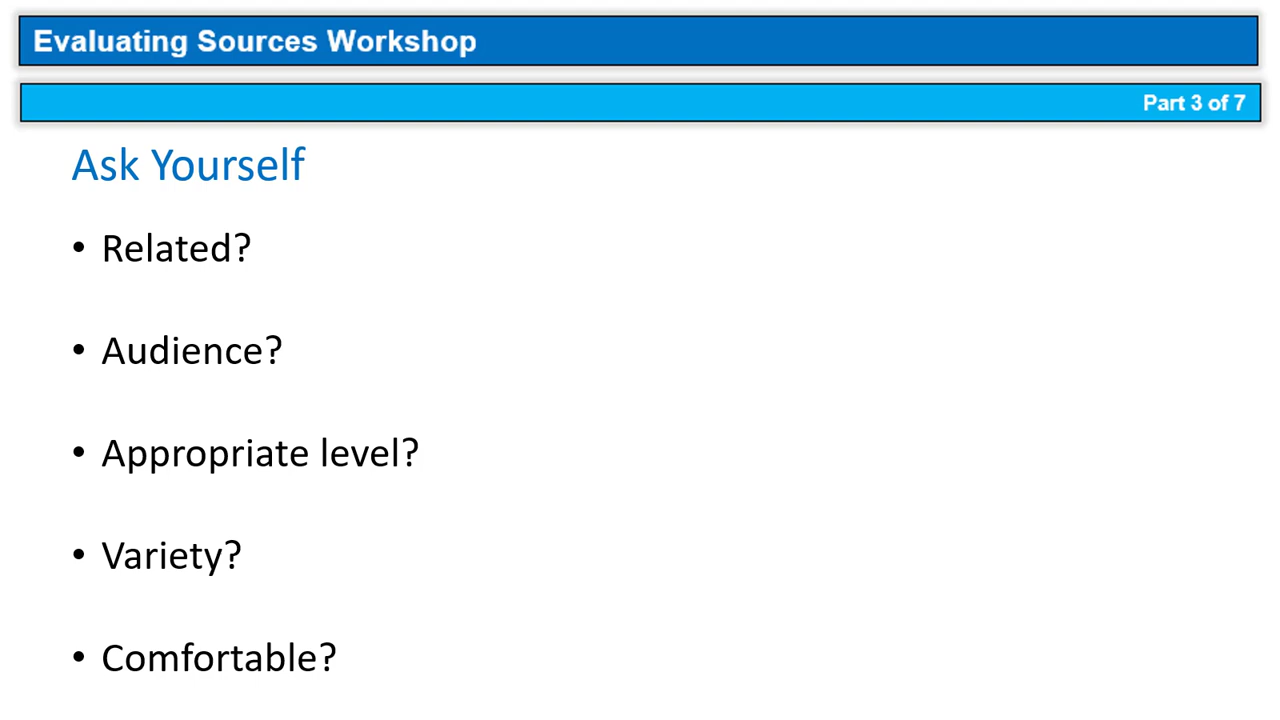 Evaluating Sources Workshop
Part 3 of 7
Ask Yourself
• Related?
• Audience?
• Appropriate level?
• Variety?
• Comfortable?